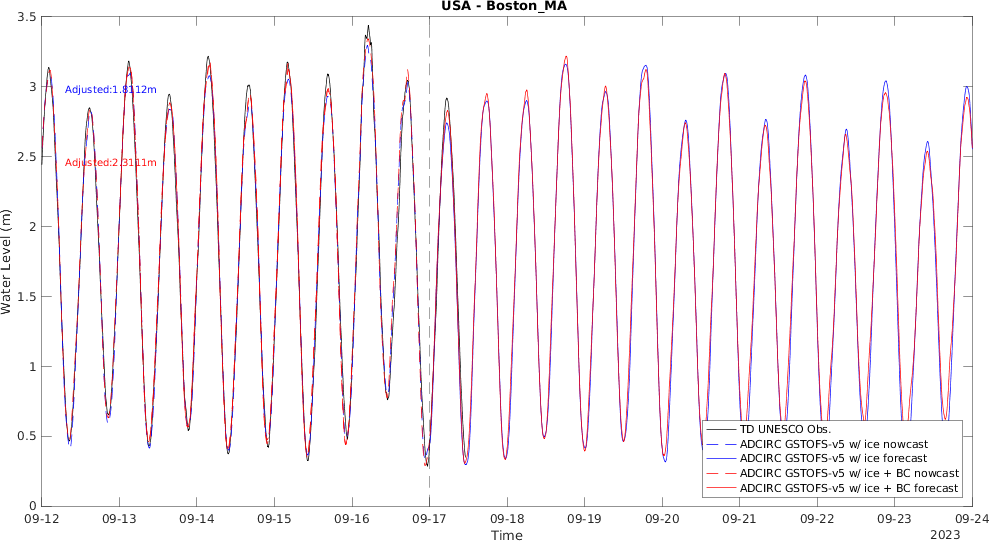 USA - Boston_MA
3.5
3
2.5
2
1.5
1
0.5
0
Water Level (m)
Adjusted:1.8112m
Adjusted:2.3111m
TD UNESCO Obs.
ADCIRC GSTOFS-v5 w/ ice nowcast
ADCIRC GSTOFS-v5 w/ ice forecast
ADCIRC GSTOFS-v5 w/ ice + BC nowcast
ADCIRC GSTOFS-v5 w/ ice + BC forecast
09-12 09-13 09-14 09-15 09-16 09-17 09-18 09-19 09-20 09-21 09-22 09-23 09-24
Time
2023